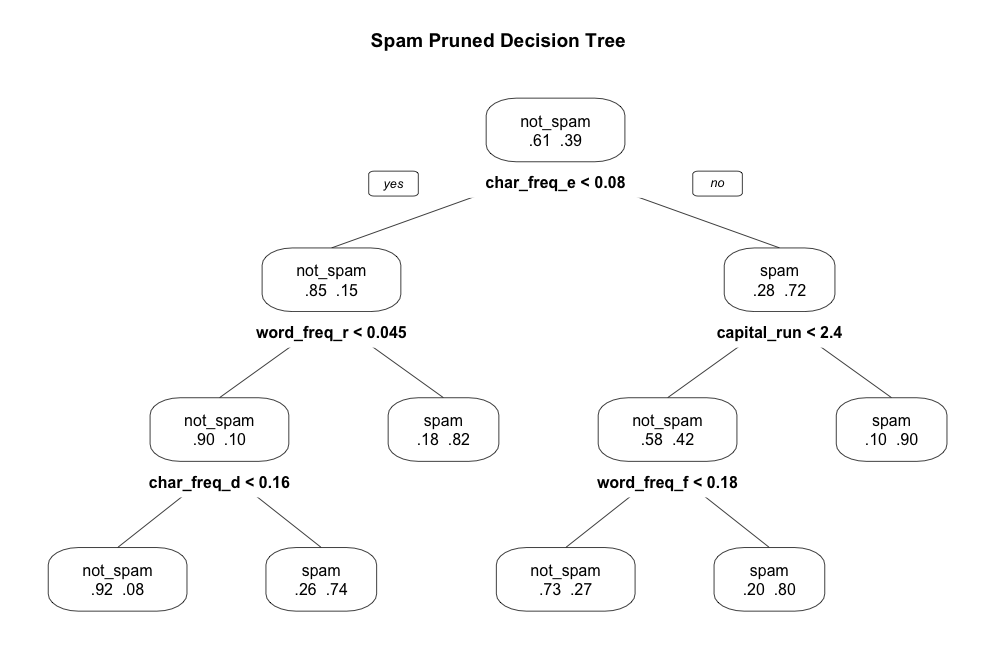 Spam Pruned Decision Tree
not_spam
.61 .39
yes
char_freq_e < 0.08
no
not_spam
.85 .15
spam
.28 .72
word_freq_r < 0.045
capital_run < 2.4
not_spam
.90 .10
spam
.18 .82
not_spam
.58 .42
spam
.10 .90
char_freq_d < 0.16
word_freq_f < 0.18
not_spam
.92 .08
spam
.26 .74
not_spam
.73 .27
spam
.20 .80